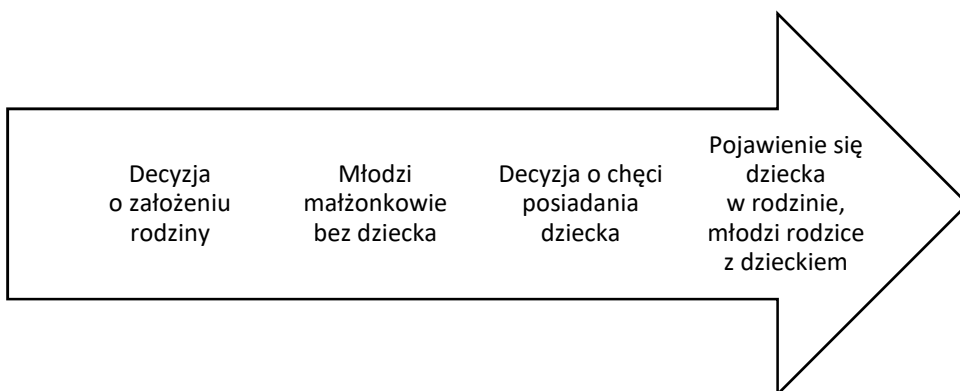 Decyzja
o założeniu
rodziny
Młodzi
małżonkowie
bez dziecka
Decyzja o chęci
posiadania
dziecka
Pojawienie się
dziecka
w rodzinie,
młodzi rodzice
z dzieckiem